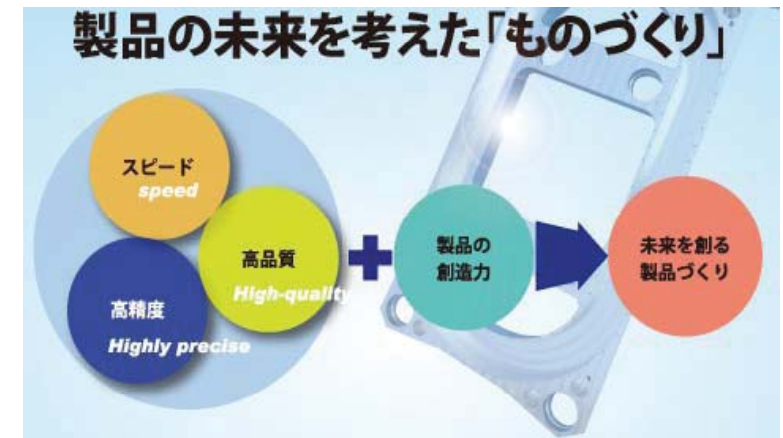 製品の未来を考えた「ものづくり」
スピード
speed
高品質
High-quality
高精度
Highly precise
製品の
創造力
未来を創る
製品づくり